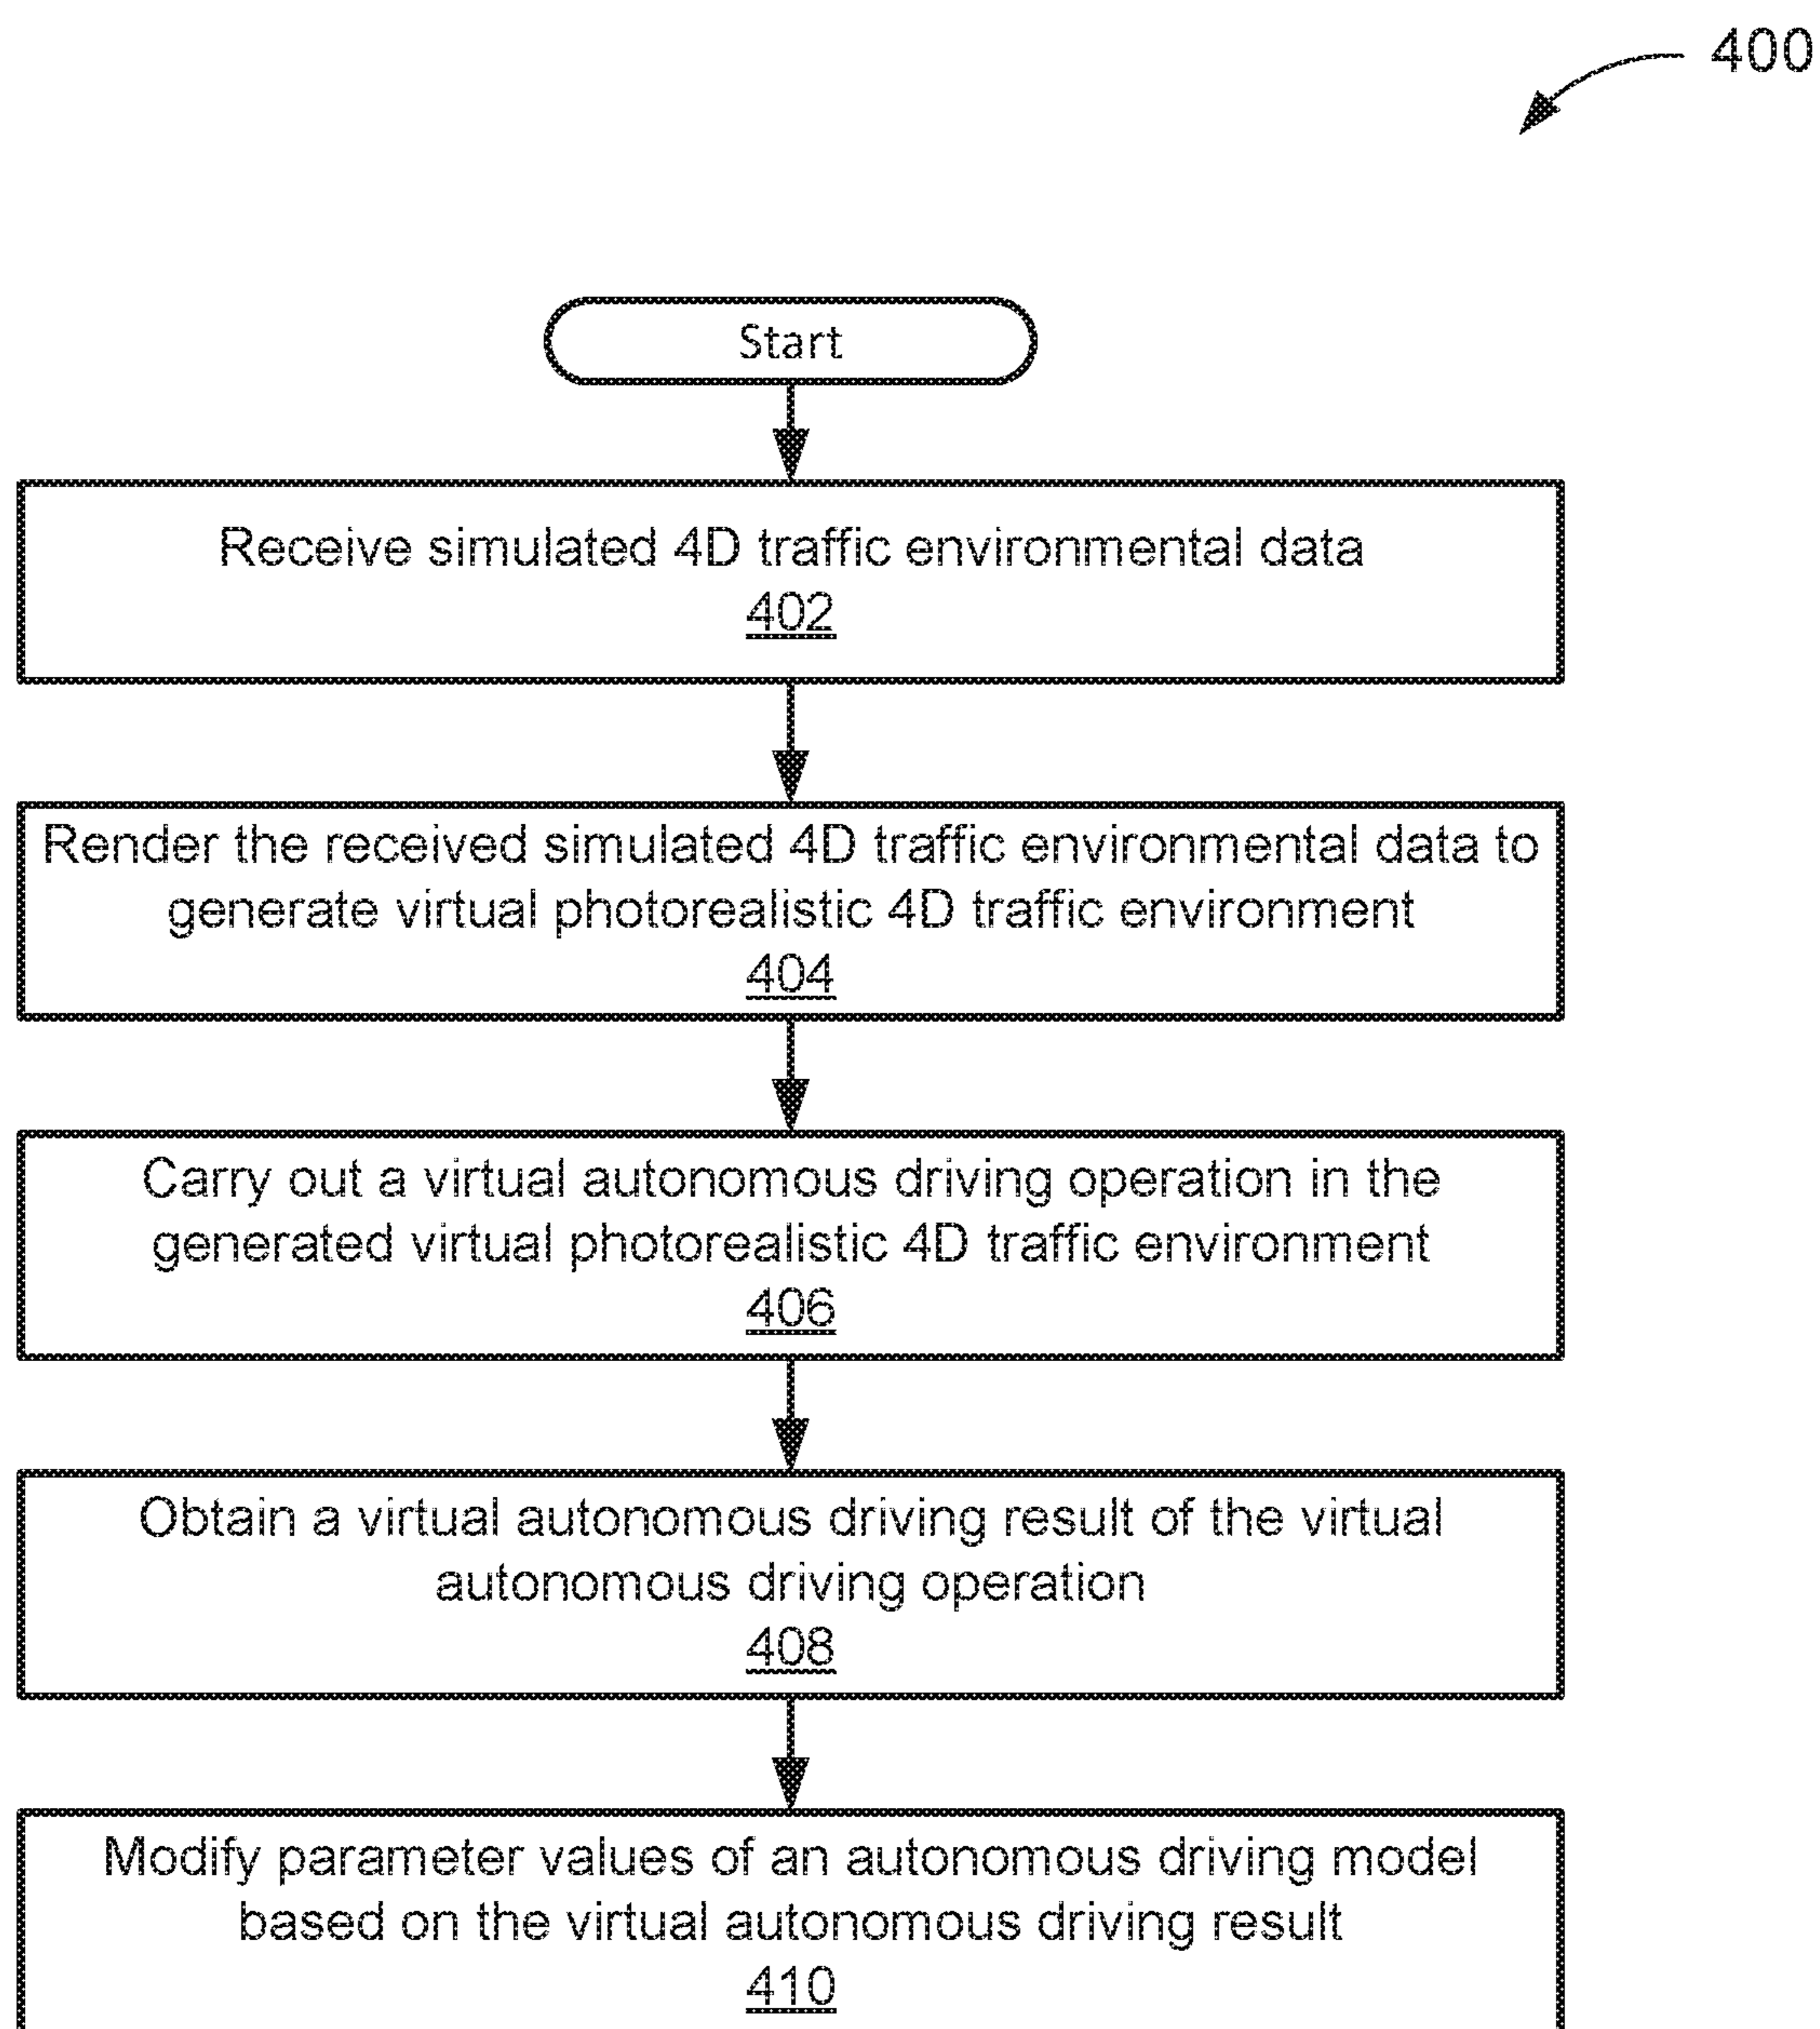 400
Start
Receive simulated 4D traffic environmental data
402
Render the received simulated 4D traffic environmental data to
generate virtual photorealistic 4D traffic environment
404
Carry out a virtual autonomous driving operation in the
generated virtual photorealistic 4D traffic environment
406
Obtain a virtual autonomous driving result of the virtual
autonomous driving operation
408
Modify parameter values of an autonomous driving model
based on the virtual autonomous driving result
410